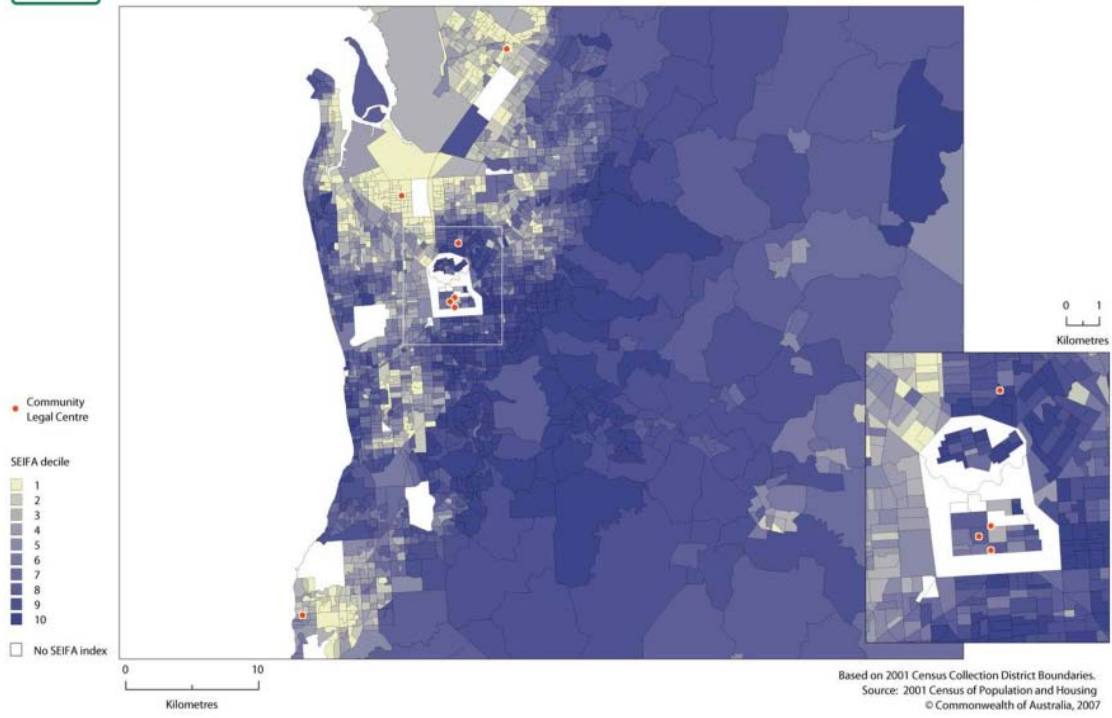 0 1
Kilometres
Community
Legal Centre
SEIFA decile
1
2
3
4
5
6
7
8
9
10
No SEIFA index
0 10
Kilometres
Based on 2001 Census Collection District Boundaries.
Source: 2001 Census of Population and Housing
© Commonwealth of Australia, 2007